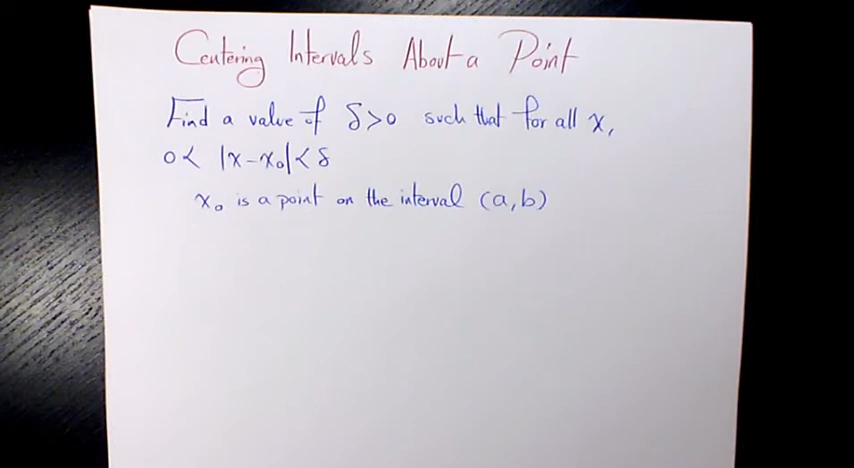 Centering Intervals About a Point
Find a value of δ>0 such that for all x,
0< |x-x₀|<δ
x₀ is a point on the interval (a,b)